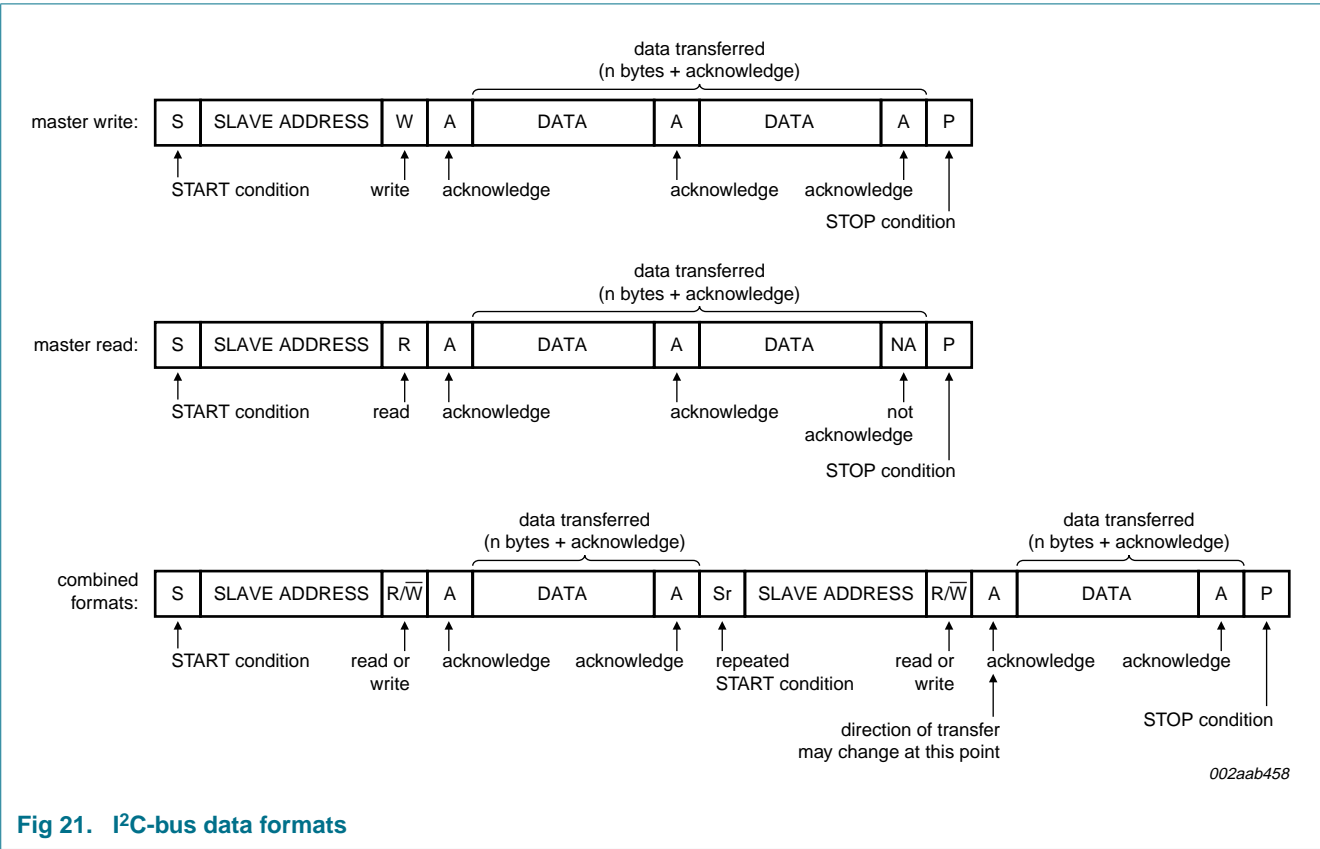 data transferred
(n bytes + acknowledge)
master write: S SLAVE ADDRESS W A DATA A DATA A P
START condition write acknowledge acknowledge acknowledge
STOP condition
data transferred
(n bytes + acknowledge)
master read: S SLAVE ADDRESS R A DATA A DATA NA P
START condition read acknowledge acknowledge not
acknowledge
STOP condition
data transferred data transferred
(n bytes + acknowledge) (n bytes + acknowledge)
combined
formats: S SLAVE ADDRESS R/W̅ A DATA A Sr SLAVE ADDRESS R/W̅ A DATA A P
START condition read or acknowledge acknowledge repeated read or acknowledge acknowledge
write START condition write
direction of transfer STOP condition
may change at this point
002aab458
Fig 21. I²C-bus data formats